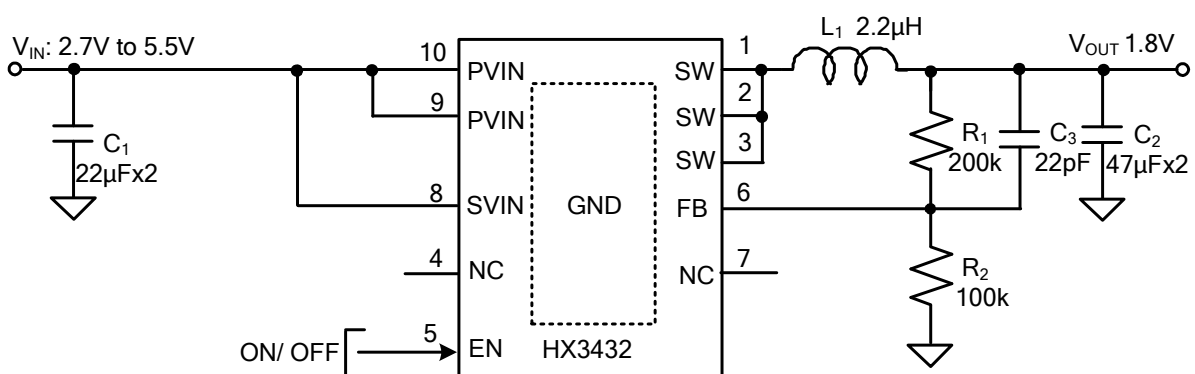 V_IN: 2.7V to 5.5V
C₁
22µFx2
10
PVIN
9
PVIN
8
SVIN
4
NC
5
EN
ON/ OFF
GND
HX3432
1
SW
2
SW
3
SW
6
FB
7
NC
L₁ 2.2µH
V_OUT 1.8V
R₁
200k
C₃
22pF
C₂
47µFx2
R₂
100k